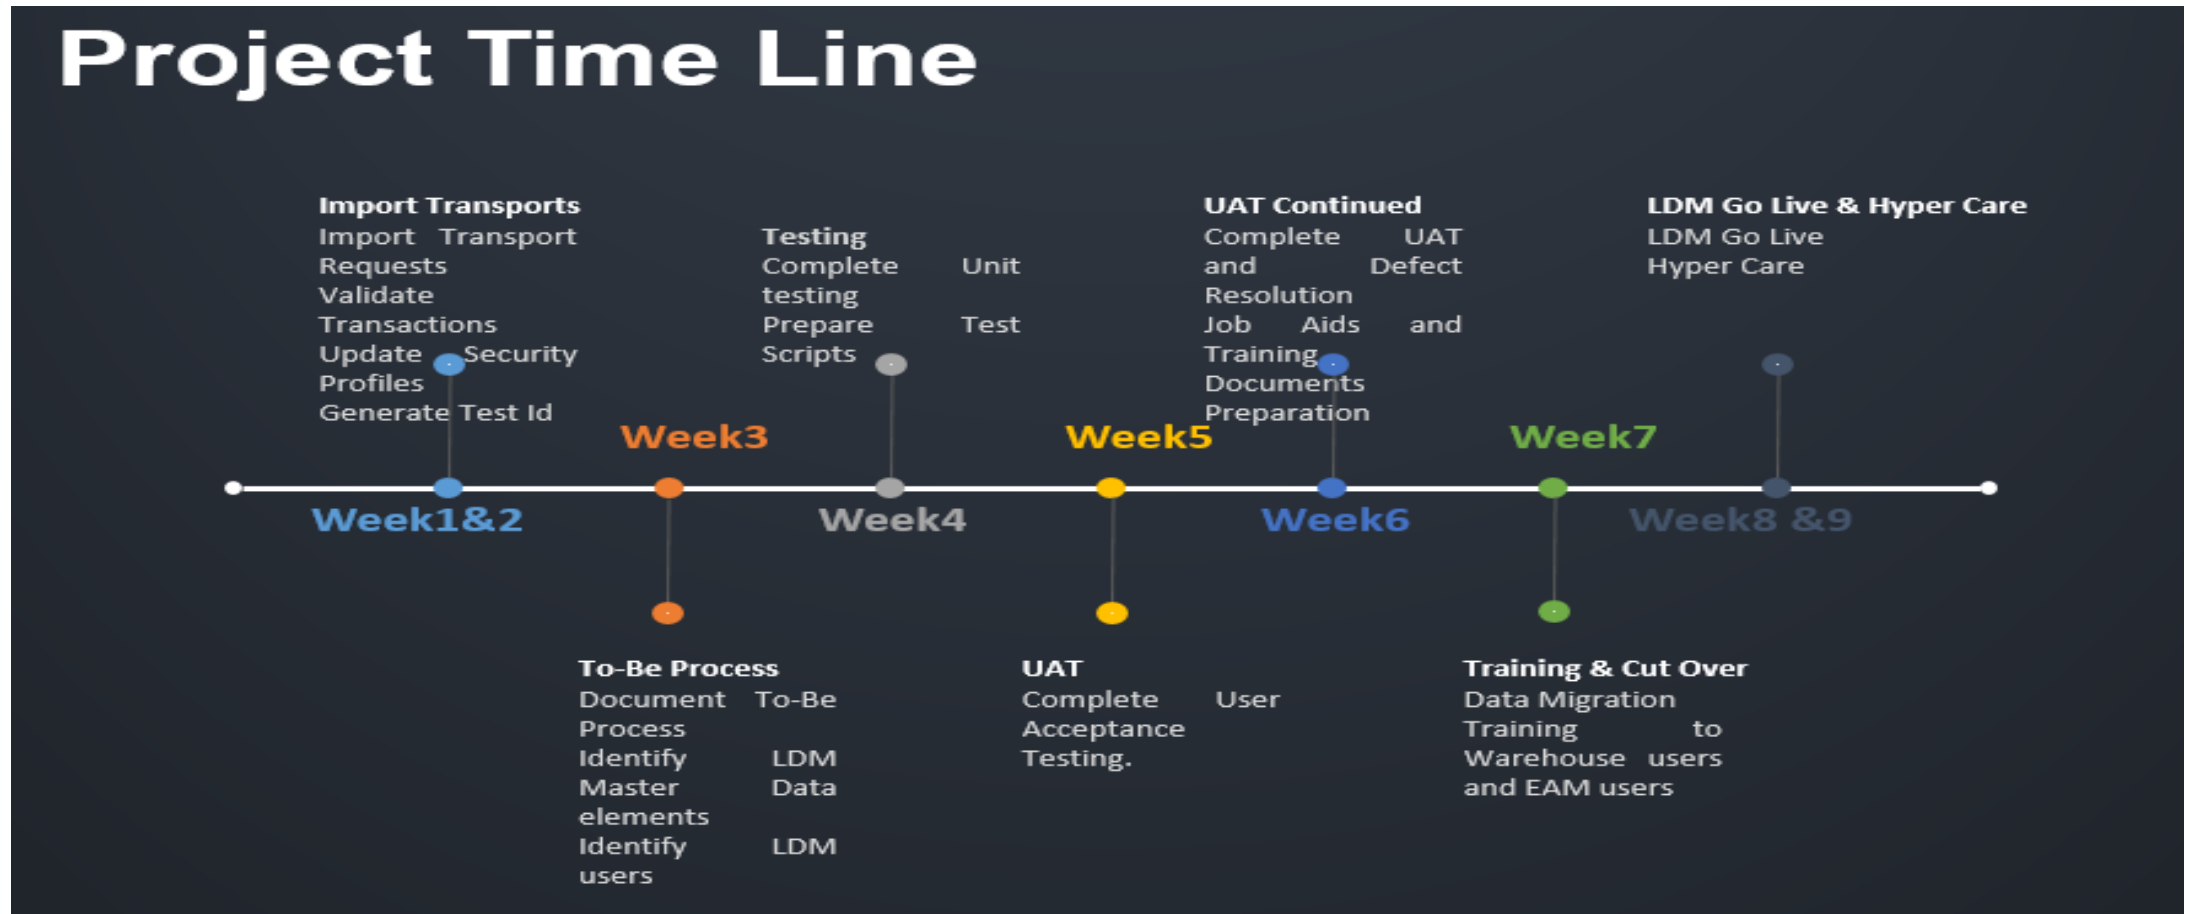 Project Time Line
Import Transports
Import Transport
Requests
Validate
Transactions
Update Security
Profiles
Generate Test Id
Testing
Complete Unit
testing
Prepare Test
Scripts
UAT Continued
Complete UAT
and Defect
Resolution
Job Aids and
Training
Documents
Preparation
LDM Go Live & Hyper Care
LDM Go Live
Hyper Care
Week3
Week5
Week7
Week1&2
Week4
Week6
Week8 &9
To-Be Process
Document To-Be
Process
Identify LDM
Master Data
elements
Identify LDM
users
UAT
Complete User
Acceptance
Testing.
Training & Cut Over
Data Migration
Training to
Warehouse users
and EAM users